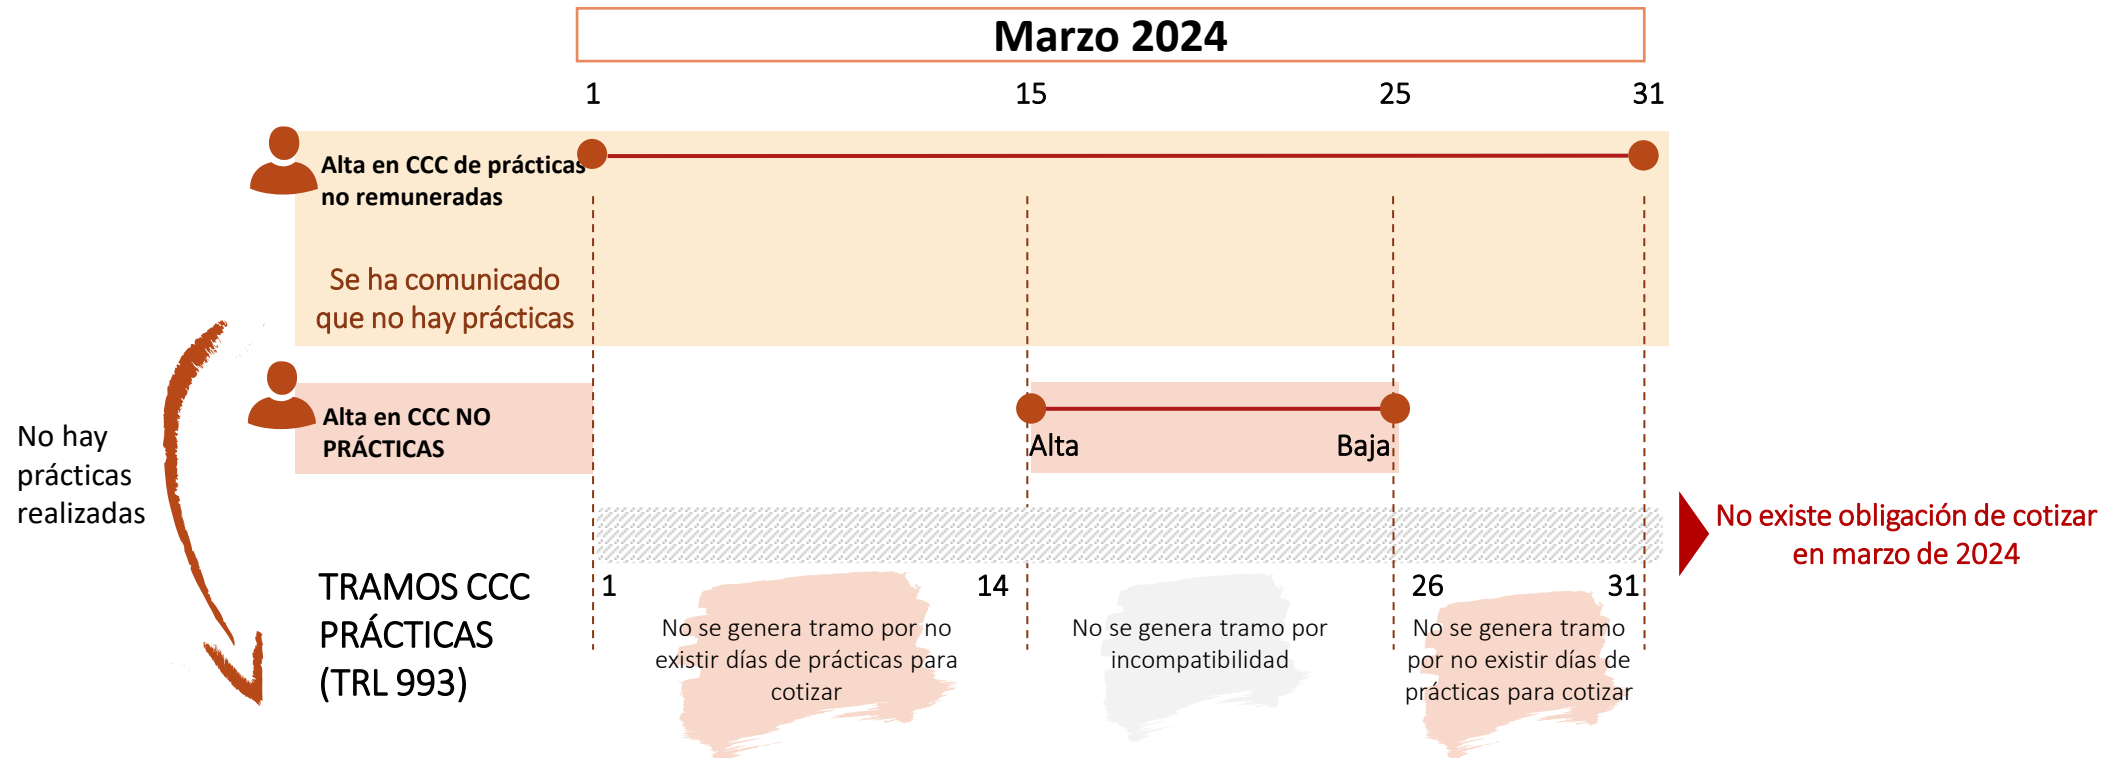 Marzo 2024
1
15
25
31
Alta en CCC de prácticas
no remuneradas
Se ha comunicado
que no hay prácticas
Alta en CCC NO
PRÁCTICAS
Alta
Baja
No hay
prácticas
realizadas
No existe obligación de cotizar
en marzo de 2024
TRAMOS CCC
PRÁCTICAS
(TRL 993)
1
14
26
31
No se genera tramo por no
existir días de prácticas para
cotizar
No se genera tramo por
incompatibilidad
No se genera tramo
por no existir días de
prácticas para cotizar